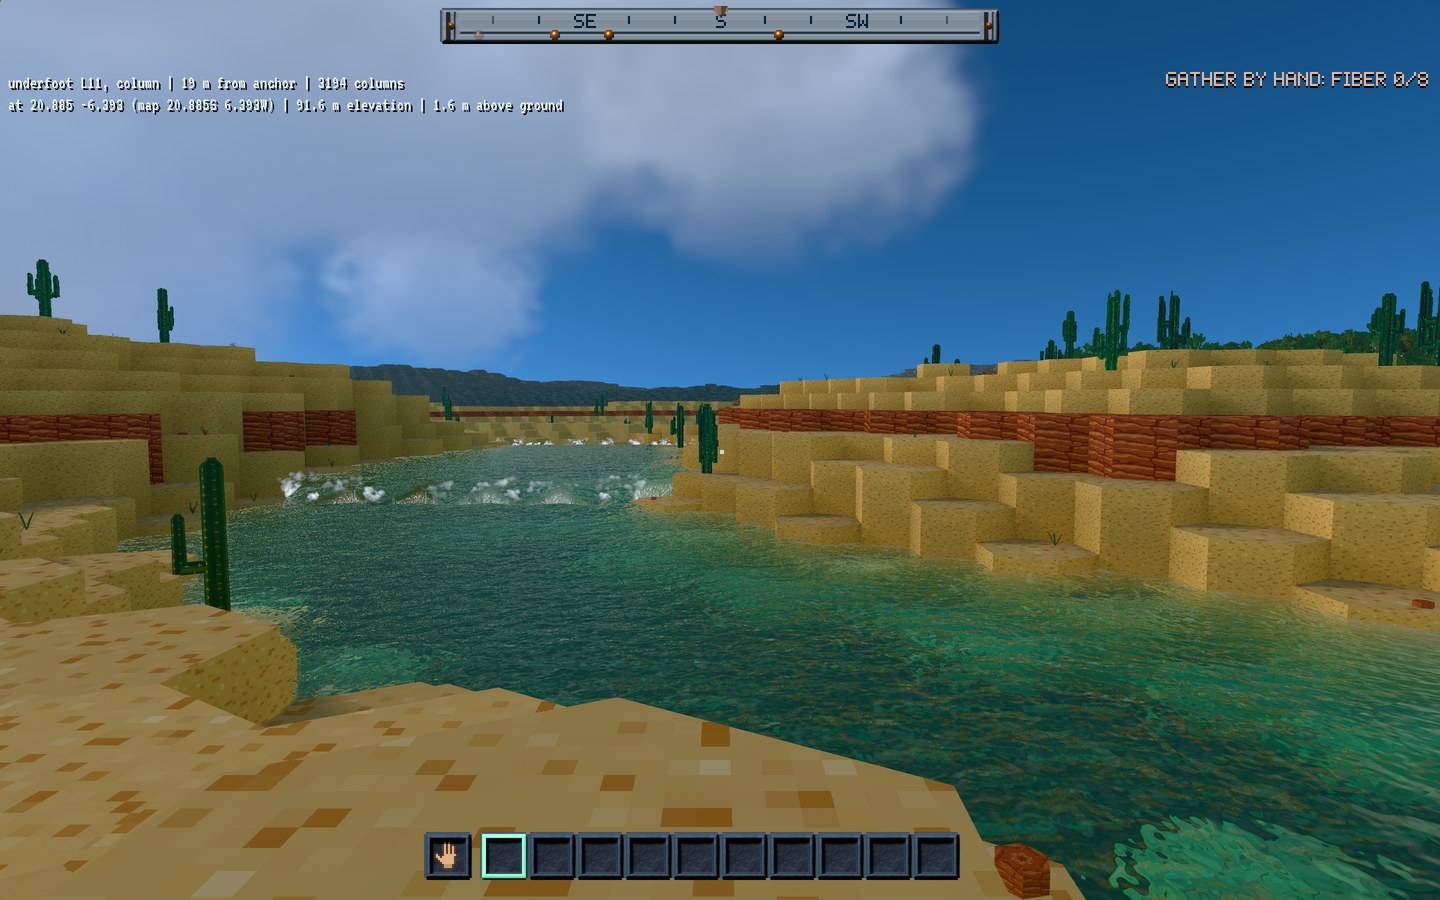 SE S SW
underfoot L11, column | 19 m from anchor | 3194 columns
at 20.885 -6.393 (map 20.885S 6.393W) | 91.6 m elevation | 1.6 m above ground
GATHER BY HAND: FIBER 0/8